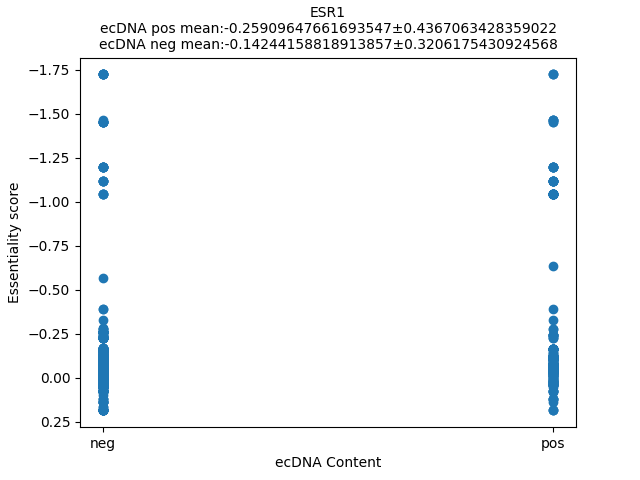 ESR1
ecDNA pos mean:-0.25909647661693547±0.4367063428359022
ecDNA neg mean:-0.14244158818913857±0.3206175430924568
−1.75
−1.50
−1.25
−1.00
−0.75
−0.50
−0.25
0.00
0.25
Essentiality score
neg
pos
ecDNA Content